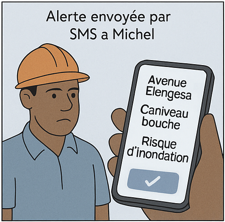 Alerte envoyée par
SMS a Michel
Avenue
Elengesa
Caniveau
bouche
Risque
d'inondation